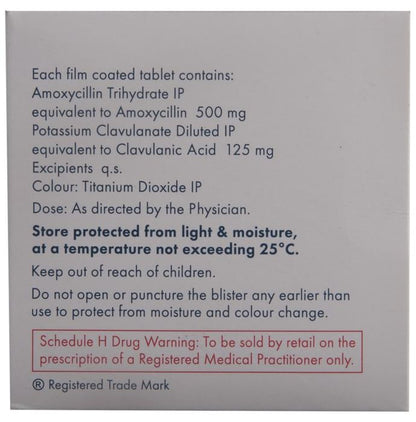 Each film coated tablet contains:
Amoxycillin Trihydrate IP
equivalent to Amoxycillin 500 mg
Potassium Clavulanate Diluted IP
equivalent to Clavulanic Acid 125 mg
Excipients q.s.
Colour: Titanium Dioxide IP
Dose: As directed by the Physician.
Store protected from light & moisture,
at a temperature not exceeding 25°C.
Keep out of reach of children.
Do not open or puncture the blister any earlier than
use to protect from moisture and colour change.
Schedule H Drug Warning: To be sold by retail on the
prescription of a Registered Medical Practitioner only.
® Registered Trade Mark